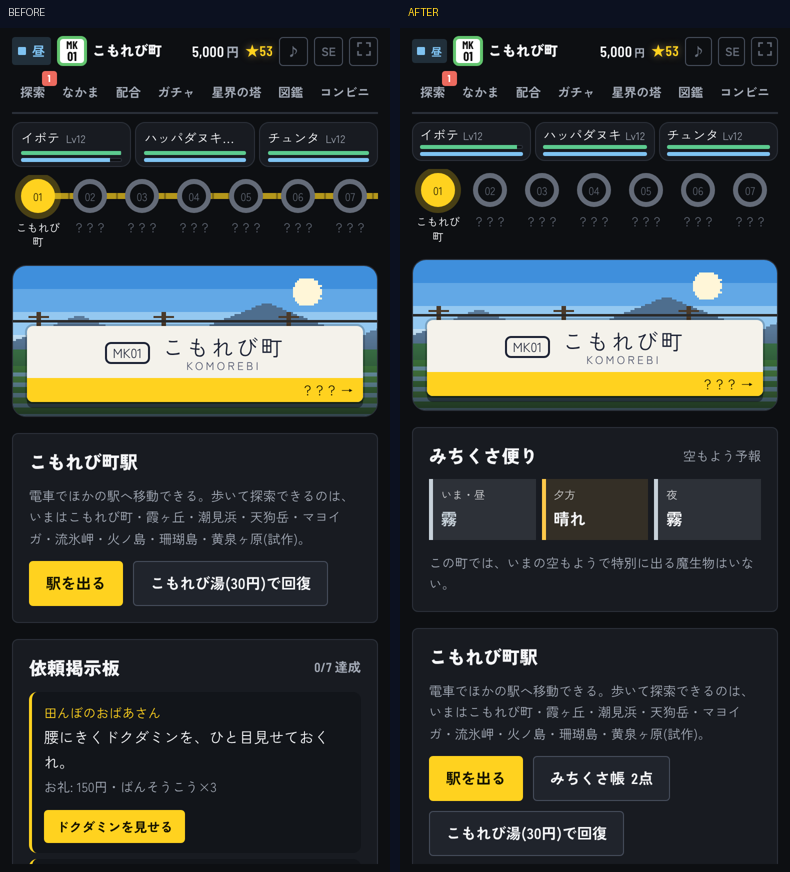 BEFORE
昼 MK 01 こもれび町 5,000 円 ★53 ♪ SE
1
探索 なかま 配合 ガチャ 星界の塔 図鑑 コンビニ
イボテ Lv12 ハッパダヌキ… チュンタ Lv12
01 02 03 04 05 06 07
こもれび ??? ??? ??? ??? ??? ???
町
MK01 こもれび町
KOMOREBI
??? →
こもれび町駅
電車でほかの駅へ移動できる。歩いて探索できるのは、
いまはこもれび町・霞ヶ丘・潮見浜・天狗岳・マヨイ
ガ・流氷岬・火ノ島・珊瑚島・黄泉ヶ原(試作)。
駅を出る こもれび湯(30円)で回復
依頼掲示板 0/7 達成
田んぼのおばあさん
腰にきくドクダミンを、ひと目見せておく
れ。
お礼: 150円・ばんそうこう×3
ドクダミンを見せる
AFTER
昼 MK 01 こもれび町 5,000 円 ★53 ♪ SE
1
探索 なかま 配合 ガチャ 星界の塔 図鑑 コンビニ
イボテ Lv12 ハッパダヌキ Lv12 チュンタ Lv12
01 02 03 04 05 06 07
こもれび ??? ??? ??? ??? ??? ???
町
MK01 こもれび町
KOMOREBI
??? →
みちくさ便り 空もよう予報
いま・昼 夕方 夜
霧 晴れ 霧
この町では、いまの空もようで特別に出る魔生物はいな
い。
こもれび町駅
電車でほかの駅へ移動できる。歩いて探索できるのは、
いまはこもれび町・霞ヶ丘・潮見浜・天狗岳・マヨイ
ガ・流氷岬・火ノ島・珊瑚島・黄泉ヶ原(試作)。
駅を出る みちくさ帳 2点
こもれび湯(30円)で回復